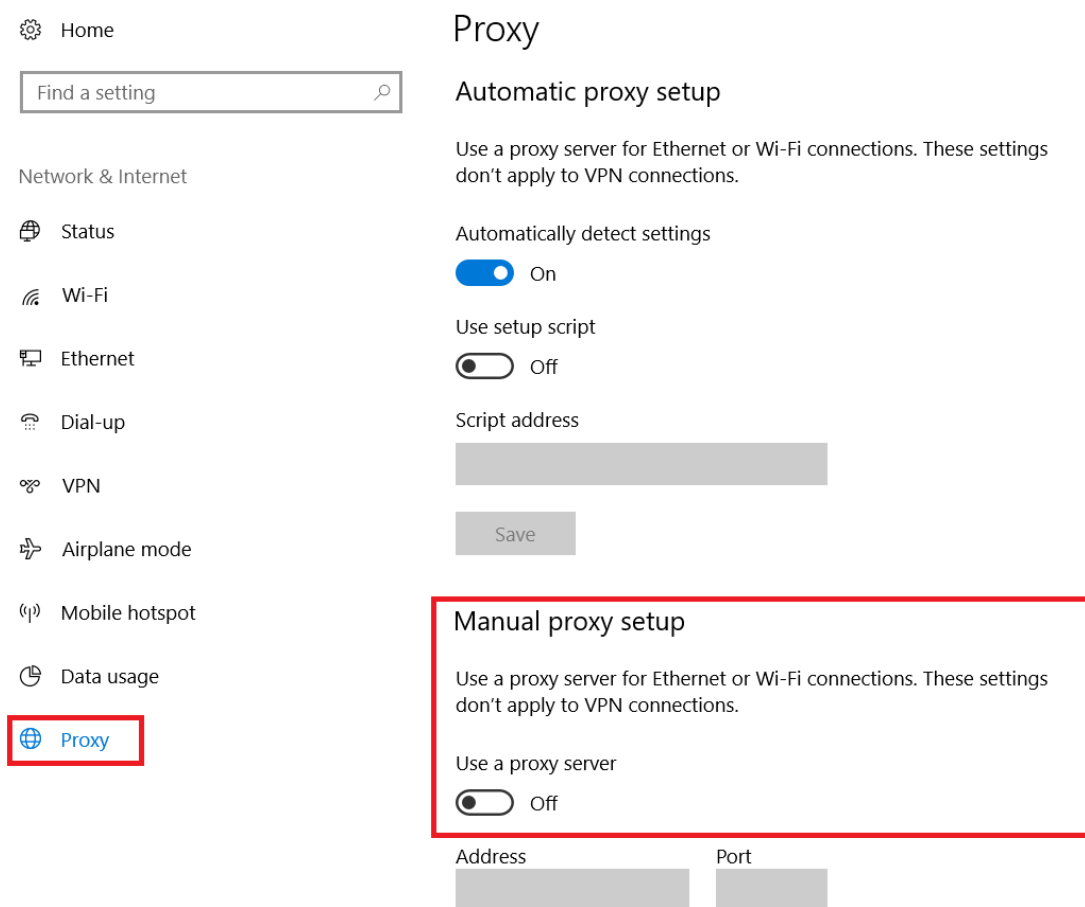 Home
Find a setting
Network & Internet
Status
Wi-Fi
Ethernet
Dial-up
VPN
Airplane mode
Mobile hotspot
Data usage
Proxy
Proxy
Automatic proxy setup
Use a proxy server for Ethernet or Wi-Fi connections. These settings
don't apply to VPN connections.
Automatically detect settings
On
Use setup script
Off
Script address
Save
Manual proxy setup
Use a proxy server for Ethernet or Wi-Fi connections. These settings
don't apply to VPN connections.
Use a proxy server
Off
Address Port